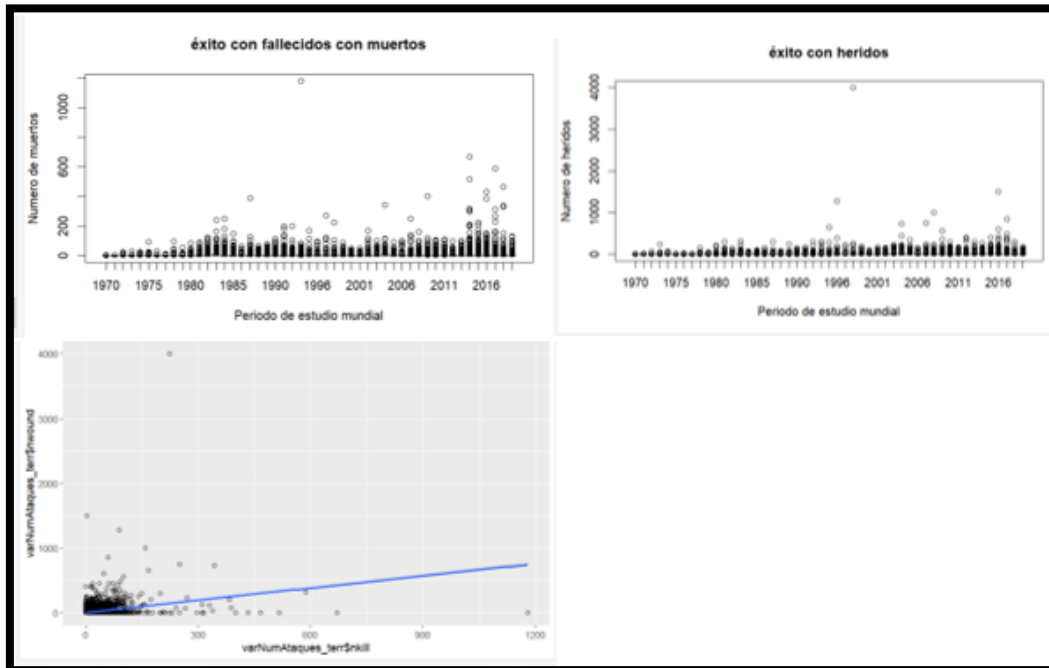 éxito con fallecidos con muertos
Numero de muertos
1000
600
200
0
1970 1975 1980 1985 1990 1996 2001 2006 2011 2016
Periodo de estudio mundial
éxito con heridos
Numero de heridos
4000
3000
2000
1000
0
1970 1975 1980 1985 1990 1996 2001 2006 2011 2016
Periodo de estudio mundial
varNumAtaques_terr$nwound
4000
3000
2000
1000
0
0 300 600 900 1200
varNumAtaques_terr$nkill